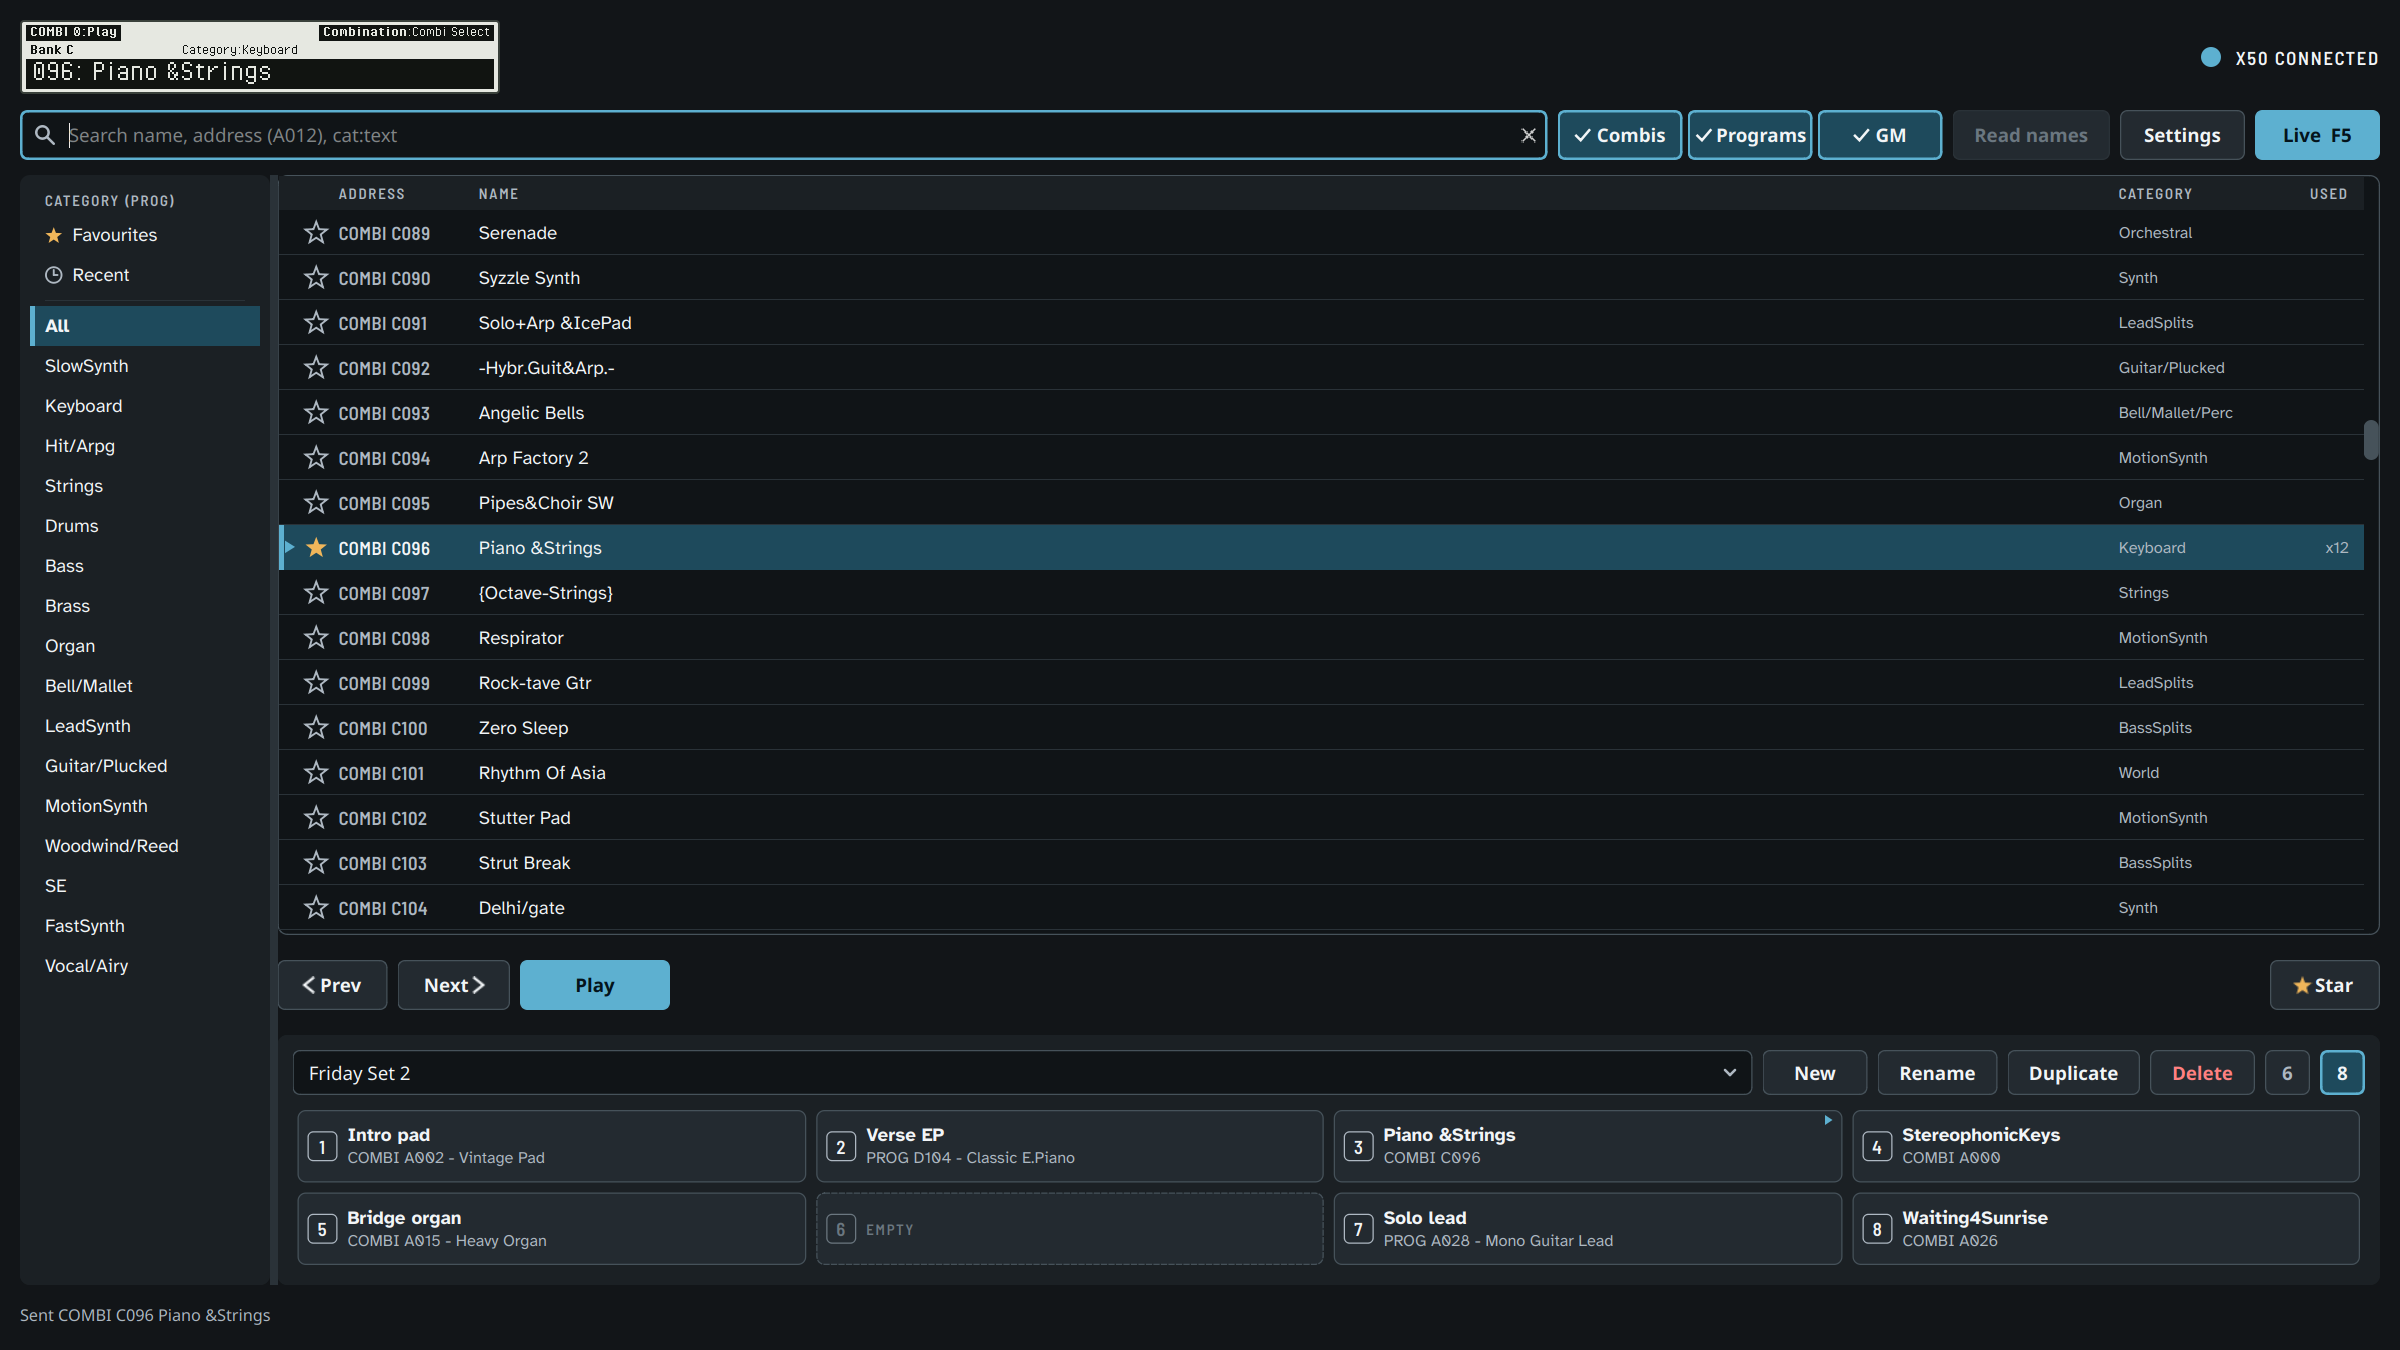 COMBI 0:Play Combination:Combi Select
Bank C Category:Keyboard
096: Piano &Strings
X50 CONNECTED
Search name, address (A012), cat:text
Combis Programs GM Read names Settings Live F5
CATEGORY (PROG)
Favourites
Recent
All
SlowSynth
Keyboard
Hit/Arpg
Strings
Drums
Bass
Brass
Organ
Bell/Mallet
LeadSynth
Guitar/Plucked
MotionSynth
Woodwind/Reed
SE
FastSynth
Vocal/Airy
ADDRESS NAME CATEGORY USED
COMBI C089 Serenade Orchestral
COMBI C090 Syzzle Synth Synth
COMBI C091 Solo+Arp &IcePad LeadSplits
COMBI C092 -Hybr.Guit&Arp.- Guitar/Plucked
COMBI C093 Angelic Bells Bell/Mallet/Perc
COMBI C094 Arp Factory 2 MotionSynth
COMBI C095 Pipes&Choir SW Organ
COMBI C096 Piano &Strings Keyboard x12
COMBI C097 {Octave-Strings} Strings
COMBI C098 Respirator MotionSynth
COMBI C099 Rock-tave Gtr LeadSplits
COMBI C100 Zero Sleep BassSplits
COMBI C101 Rhythm Of Asia World
COMBI C102 Stutter Pad MotionSynth
COMBI C103 Strut Break BassSplits
COMBI C104 Delhi/gate Synth
Prev Next Play Star
Friday Set 2 New Rename Duplicate Delete 6 8
1 Intro pad
COMBI A002 - Vintage Pad
2 Verse EP
PROG D104 - Classic E.Piano
3 Piano &Strings
COMBI C096
4 StereophonicKeys
COMBI A000
5 Bridge organ
COMBI A015 - Heavy Organ
6 EMPTY
7 Solo lead
PROG A028 - Mono Guitar Lead
8 Waiting4Sunrise
COMBI A026
Sent COMBI C096 Piano &Strings